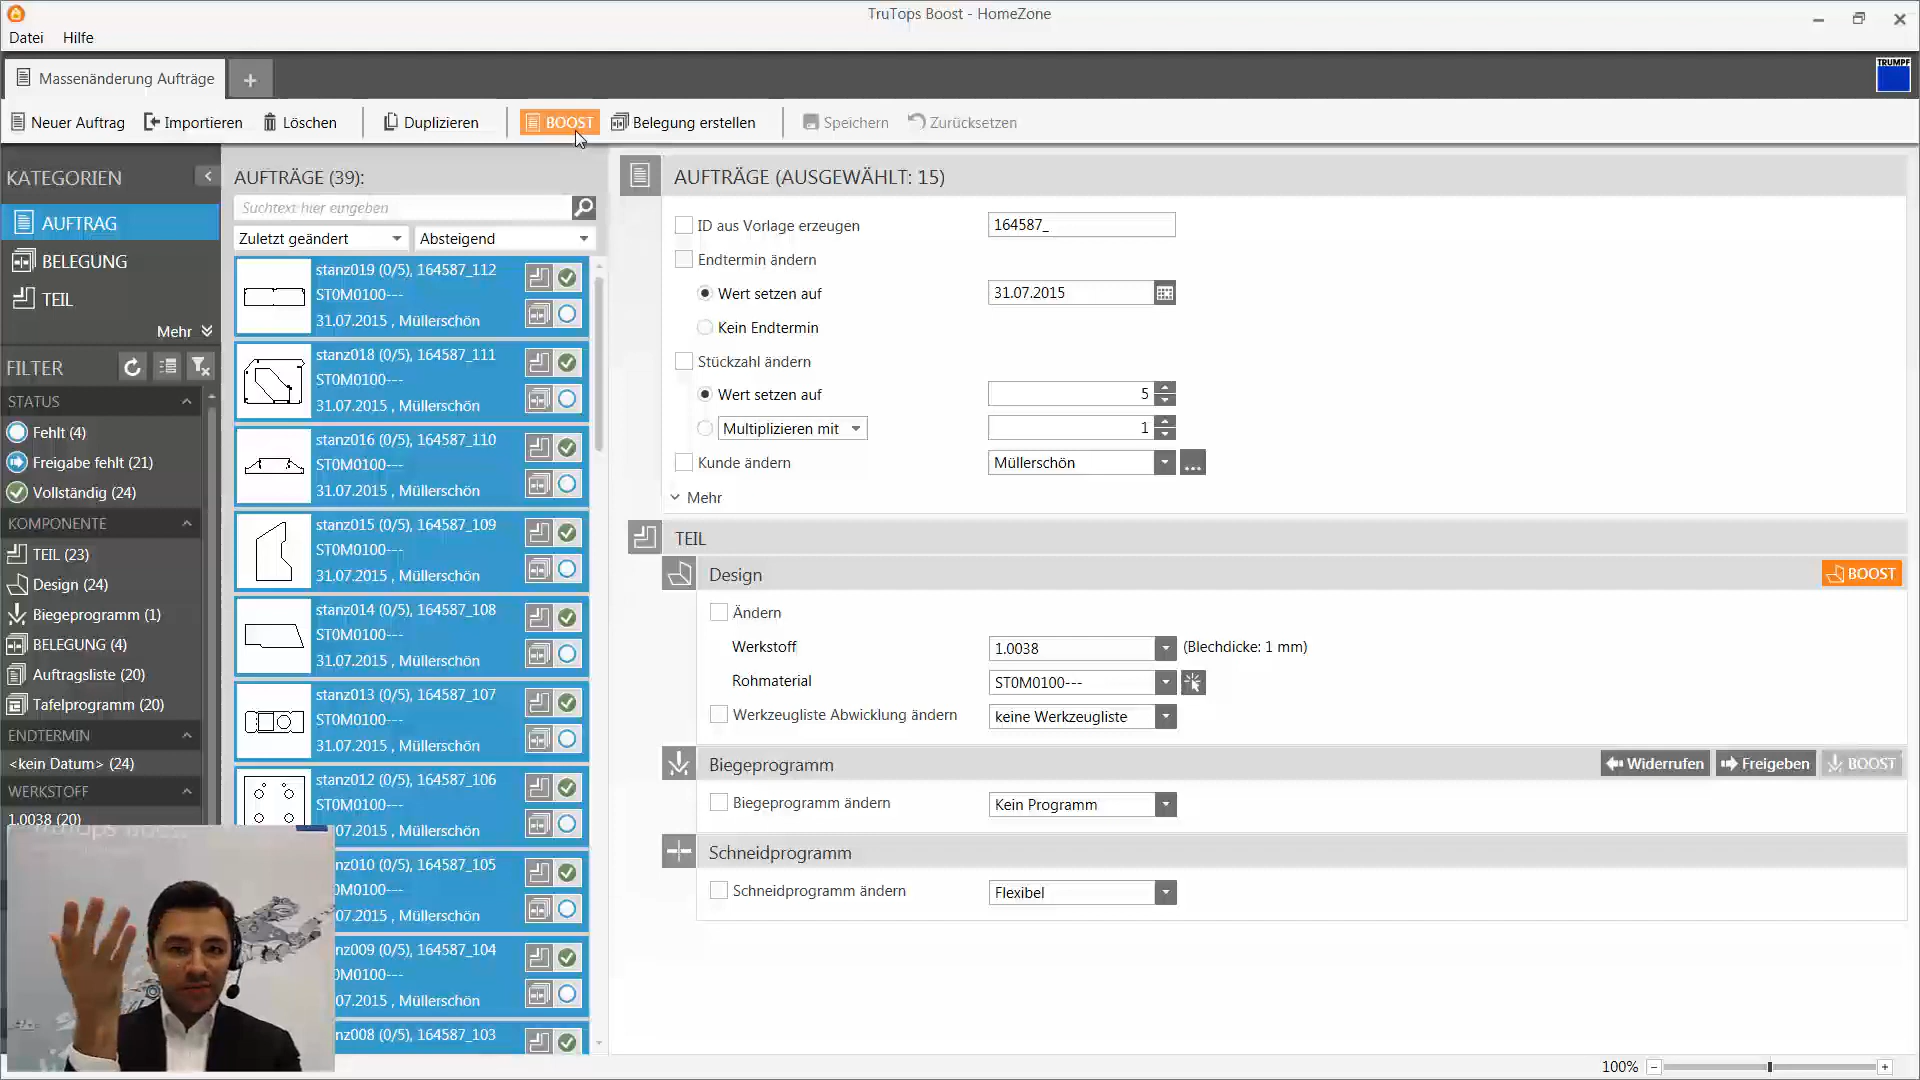 TruTops Boost - HomeZone
Datei Hilfe
Massenänderung Aufträge
+
TRUMPF
Neuer Auftrag Importieren Löschen Duplizieren BOOST Belegung erstellen Speichern Zurücksetzen
KATEGORIEN
AUFTRAG
BELEGUNG
TEIL
Mehr
FILTER
STATUS
Fehlt (4)
Freigabe fehlt (21)
Vollständig (24)
KOMPONENTE
TEIL (23)
Design (24)
Biegeprogramm (1)
BELEGUNG (4)
Auftragsliste (20)
Tafelprogramm (20)
ENDTERMIN
<kein Datum> (24)
WERKSTOFF
1.0038 (20)
AUFTRÄGE (39):
Suchtext hier eingeben
Zuletzt geändert Absteigend
stanz019 (0/5), 164587_112
ST0M0100---
31.07.2015 , Müllerschön
stanz018 (0/5), 164587_111
ST0M0100---
31.07.2015 , Müllerschön
stanz016 (0/5), 164587_110
ST0M0100---
31.07.2015 , Müllerschön
stanz015 (0/5), 164587_109
ST0M0100---
31.07.2015 , Müllerschön
stanz014 (0/5), 164587_108
ST0M0100---
31.07.2015 , Müllerschön
stanz013 (0/5), 164587_107
ST0M0100---
31.07.2015 , Müllerschön
stanz012 (0/5), 164587_106
ST0M0100---
07.2015 , Müllerschön
nz010 (0/5), 164587_105
0M0100---
07.2015 , Müllerschön
nz009 (0/5), 164587_104
0M0100---
07.2015 , Müllerschön
nz008 (0/5), 164587_103
AUFTRÄGE (AUSGEWÄHLT: 15)
ID aus Vorlage erzeugen 164587_
Endtermin ändern
Wert setzen auf 31.07.2015
Kein Endtermin
Stückzahl ändern
Wert setzen auf 5
Multiplizieren mit 1
Kunde ändern Müllerschön ...
Mehr
TEIL
Design BOOST
Ändern
Werkstoff 1.0038 (Blechdicke: 1 mm)
Rohmaterial ST0M0100---
Werkzeugliste Abwicklung ändern keine Werkzeugliste
Biegeprogramm Widerrufen Freigeben BOOST
Biegeprogramm ändern Kein Programm
Schneidprogramm
Schneidprogramm ändern Flexibel
100%